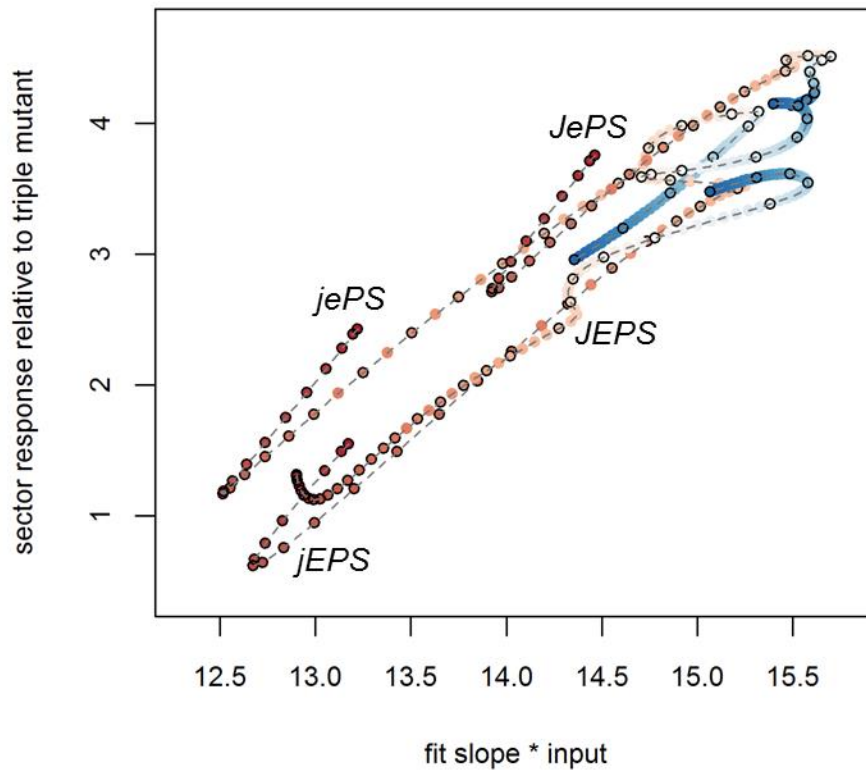 sector response relative to triple mutant
4
3
2
1
JePS
jePS
JEPS
jEPS
12.5 13.0 13.5 14.0 14.5 15.0 15.5
fit slope * input